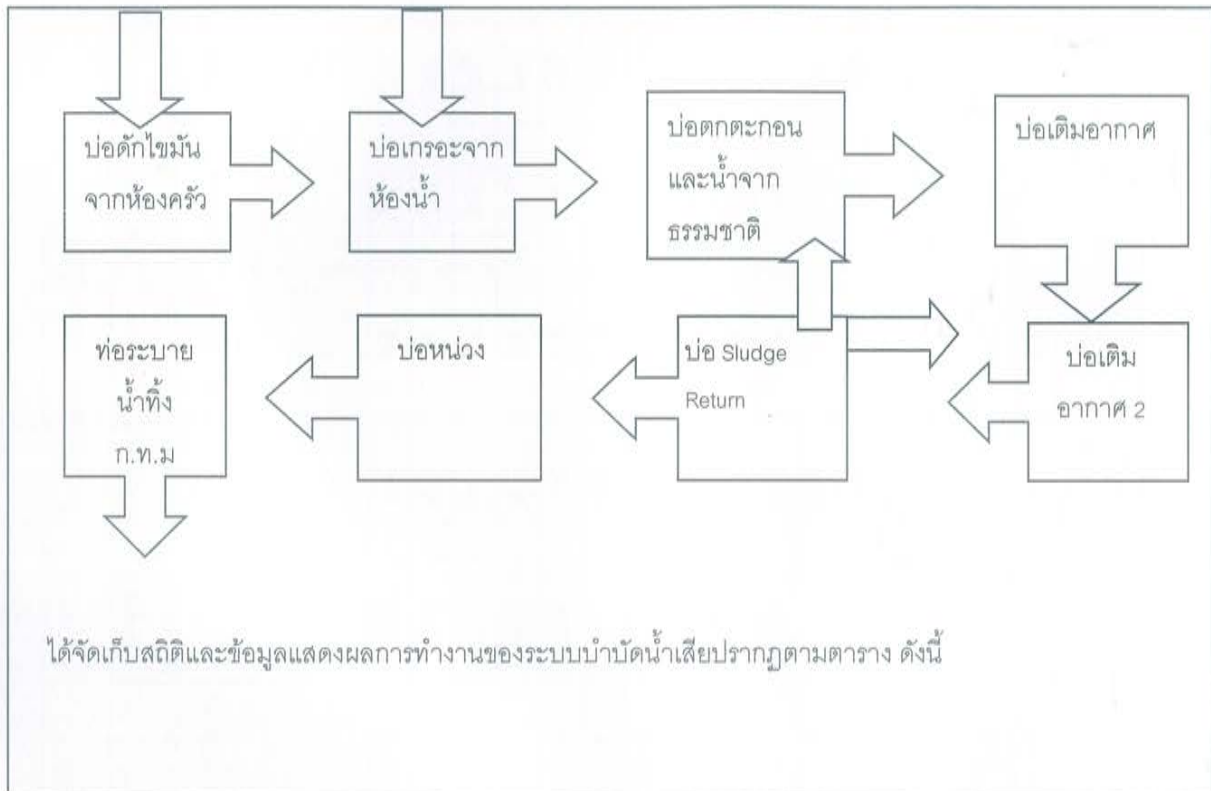 บ่อดักไขมัน
จากห้องครัว
บ่อเกรอะจาก
ห้องน้ำ
บ่อตกตะกอน
และน้ำจาก
ธรรมชาติ
บ่อเติมอากาศ
ท่อระบาย
น้ำทิ้ง
ก.ท.ม
บ่อหน่วง
บ่อ Sludge
Return
บ่อเติม
อากาศ 2
ได้จัดเก็บสถิติและข้อมูลแสดงผลการทำงานของระบบบำบัดน้ำเสียปรากฏตามตาราง ดังนี้